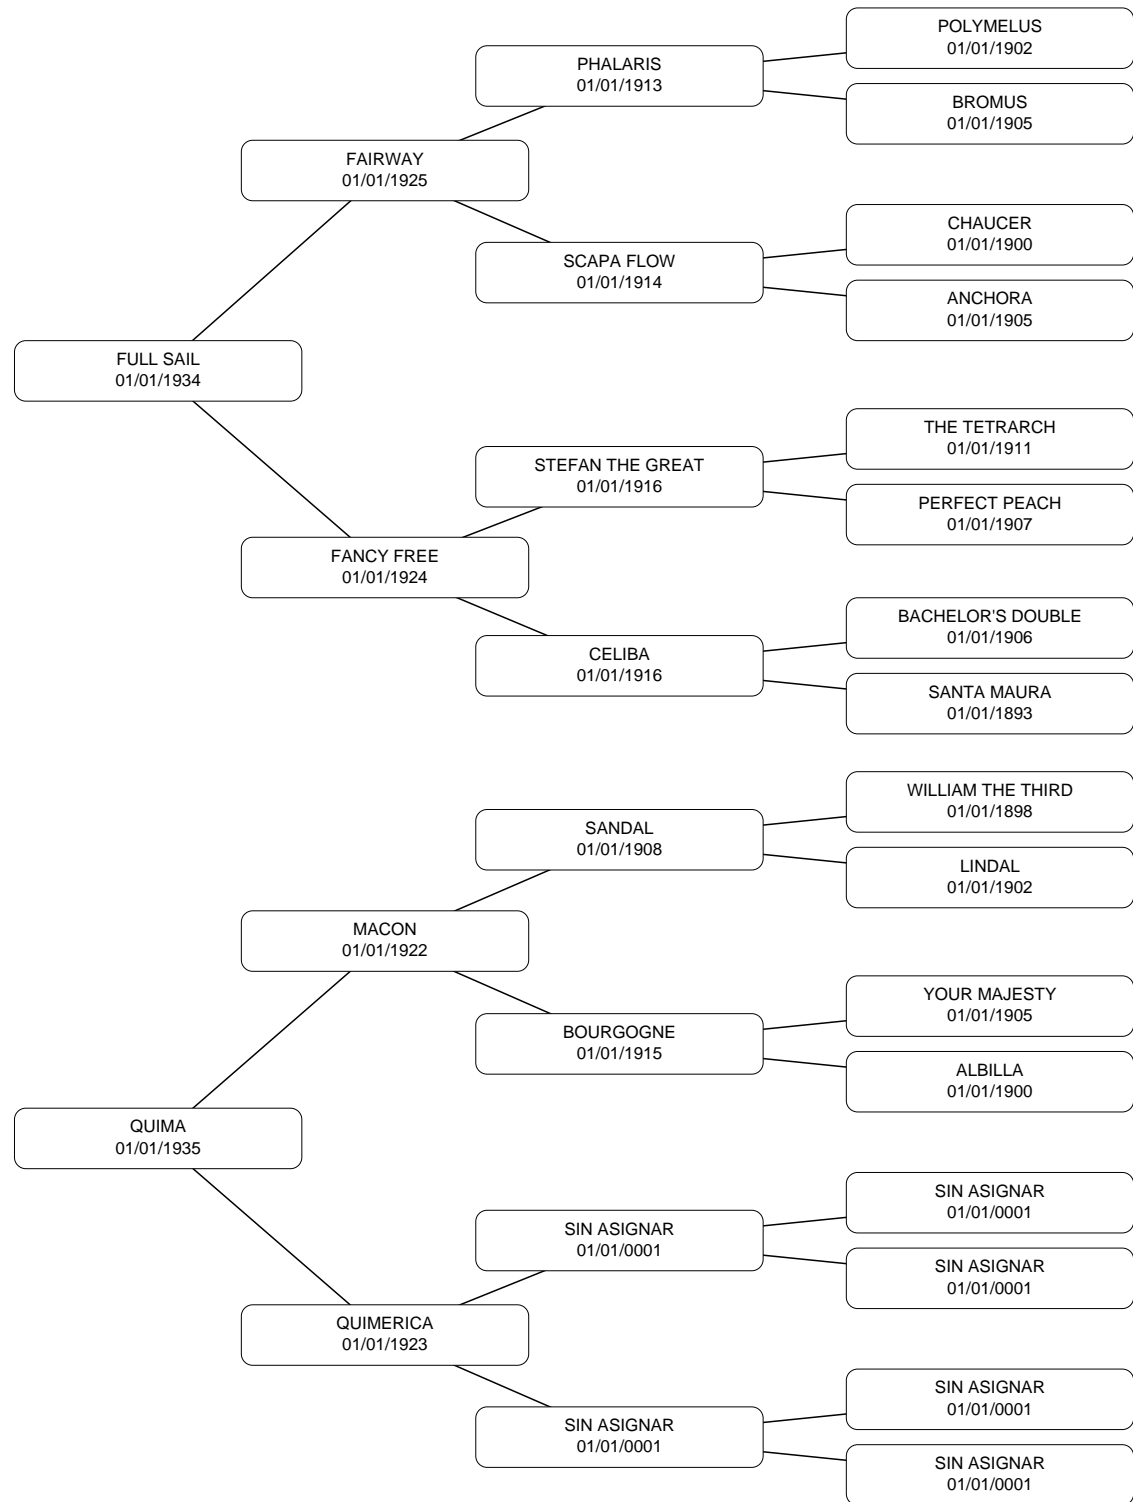 POLYMELUS
01/01/1902
PHALARIS
01/01/1913
BROMUS
01/01/1905
FAIRWAY
01/01/1925
CHAUCER
01/01/1900
SCAPA FLOW
01/01/1914
ANCHORA
01/01/1905
FULL SAIL
01/01/1934
THE TETRARCH
01/01/1911
STEFAN THE GREAT
01/01/1916
PERFECT PEACH
01/01/1907
FANCY FREE
01/01/1924
BACHELOR'S DOUBLE
01/01/1906
CELIBA
01/01/1916
SANTA MAURA
01/01/1893
WILLIAM THE THIRD
01/01/1898
SANDAL
01/01/1908
LINDAL
01/01/1902
MACON
01/01/1922
YOUR MAJESTY
01/01/1905
BOURGOGNE
01/01/1915
ALBILLA
01/01/1900
QUIMA
01/01/1935
SIN ASIGNAR
01/01/0001
SIN ASIGNAR
01/01/0001
SIN ASIGNAR
01/01/0001
QUIMERICA
01/01/1923
SIN ASIGNAR
01/01/0001
SIN ASIGNAR
01/01/0001
SIN ASIGNAR
01/01/0001